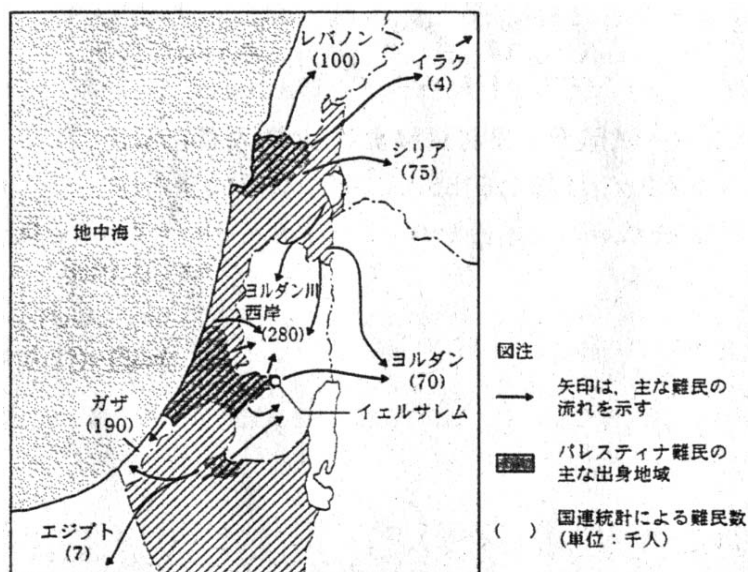 レバノン
(100)
イラク
(4)
シリア
(75)
地中海
ヨルダン川
西岸
(280)
ヨルダン
(70)
イェルサレム
ガザ
(190)
エジプト
(7)
図注
矢印は、主な難民の
流れを示す
パレスティナ難民の
主な出身地域
( )
国連統計による難民数
(単位:千人)